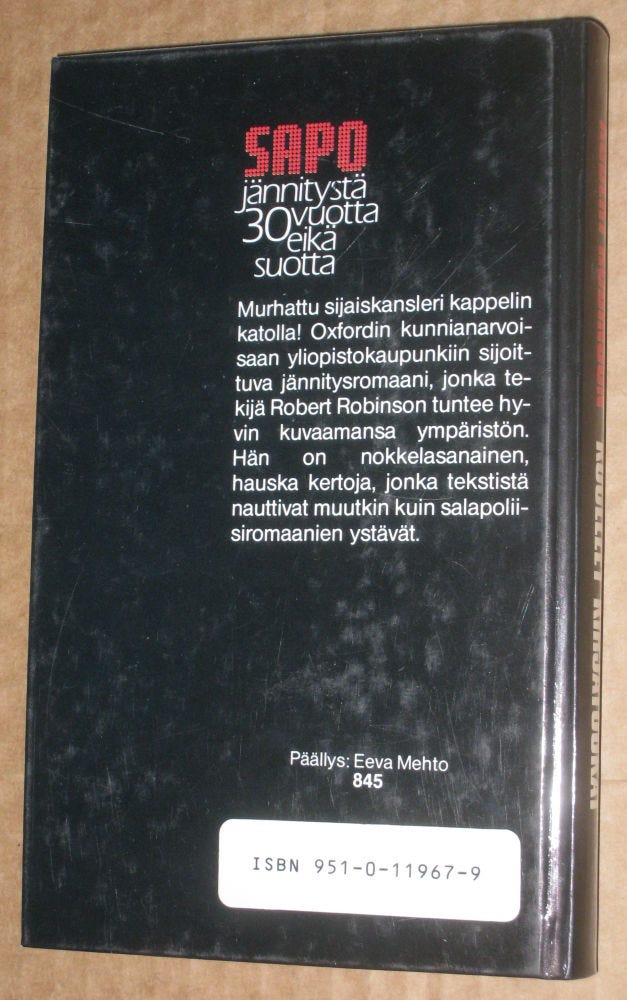 SAPO
jännitystä
30 vuotta
eikä
suotta
Murhattu sijaiskansleri kappelin
katolla! Oxfordin kunnianarvoi-
saan yliopistokaupunkiin sijoit-
tuva jännitysromaani, jonka te-
kijä Robert Robinson tuntee hy-
vin kuvaamansa ympäristön.
Hän on nokkelasanainen,
hauska kertoja, jonka tekstistä
nauttivat muutkin kuin salapolii-
siromaanien ystävät.
Päällys: Eeva Mehto
845
ISBN 951-0-11967-9